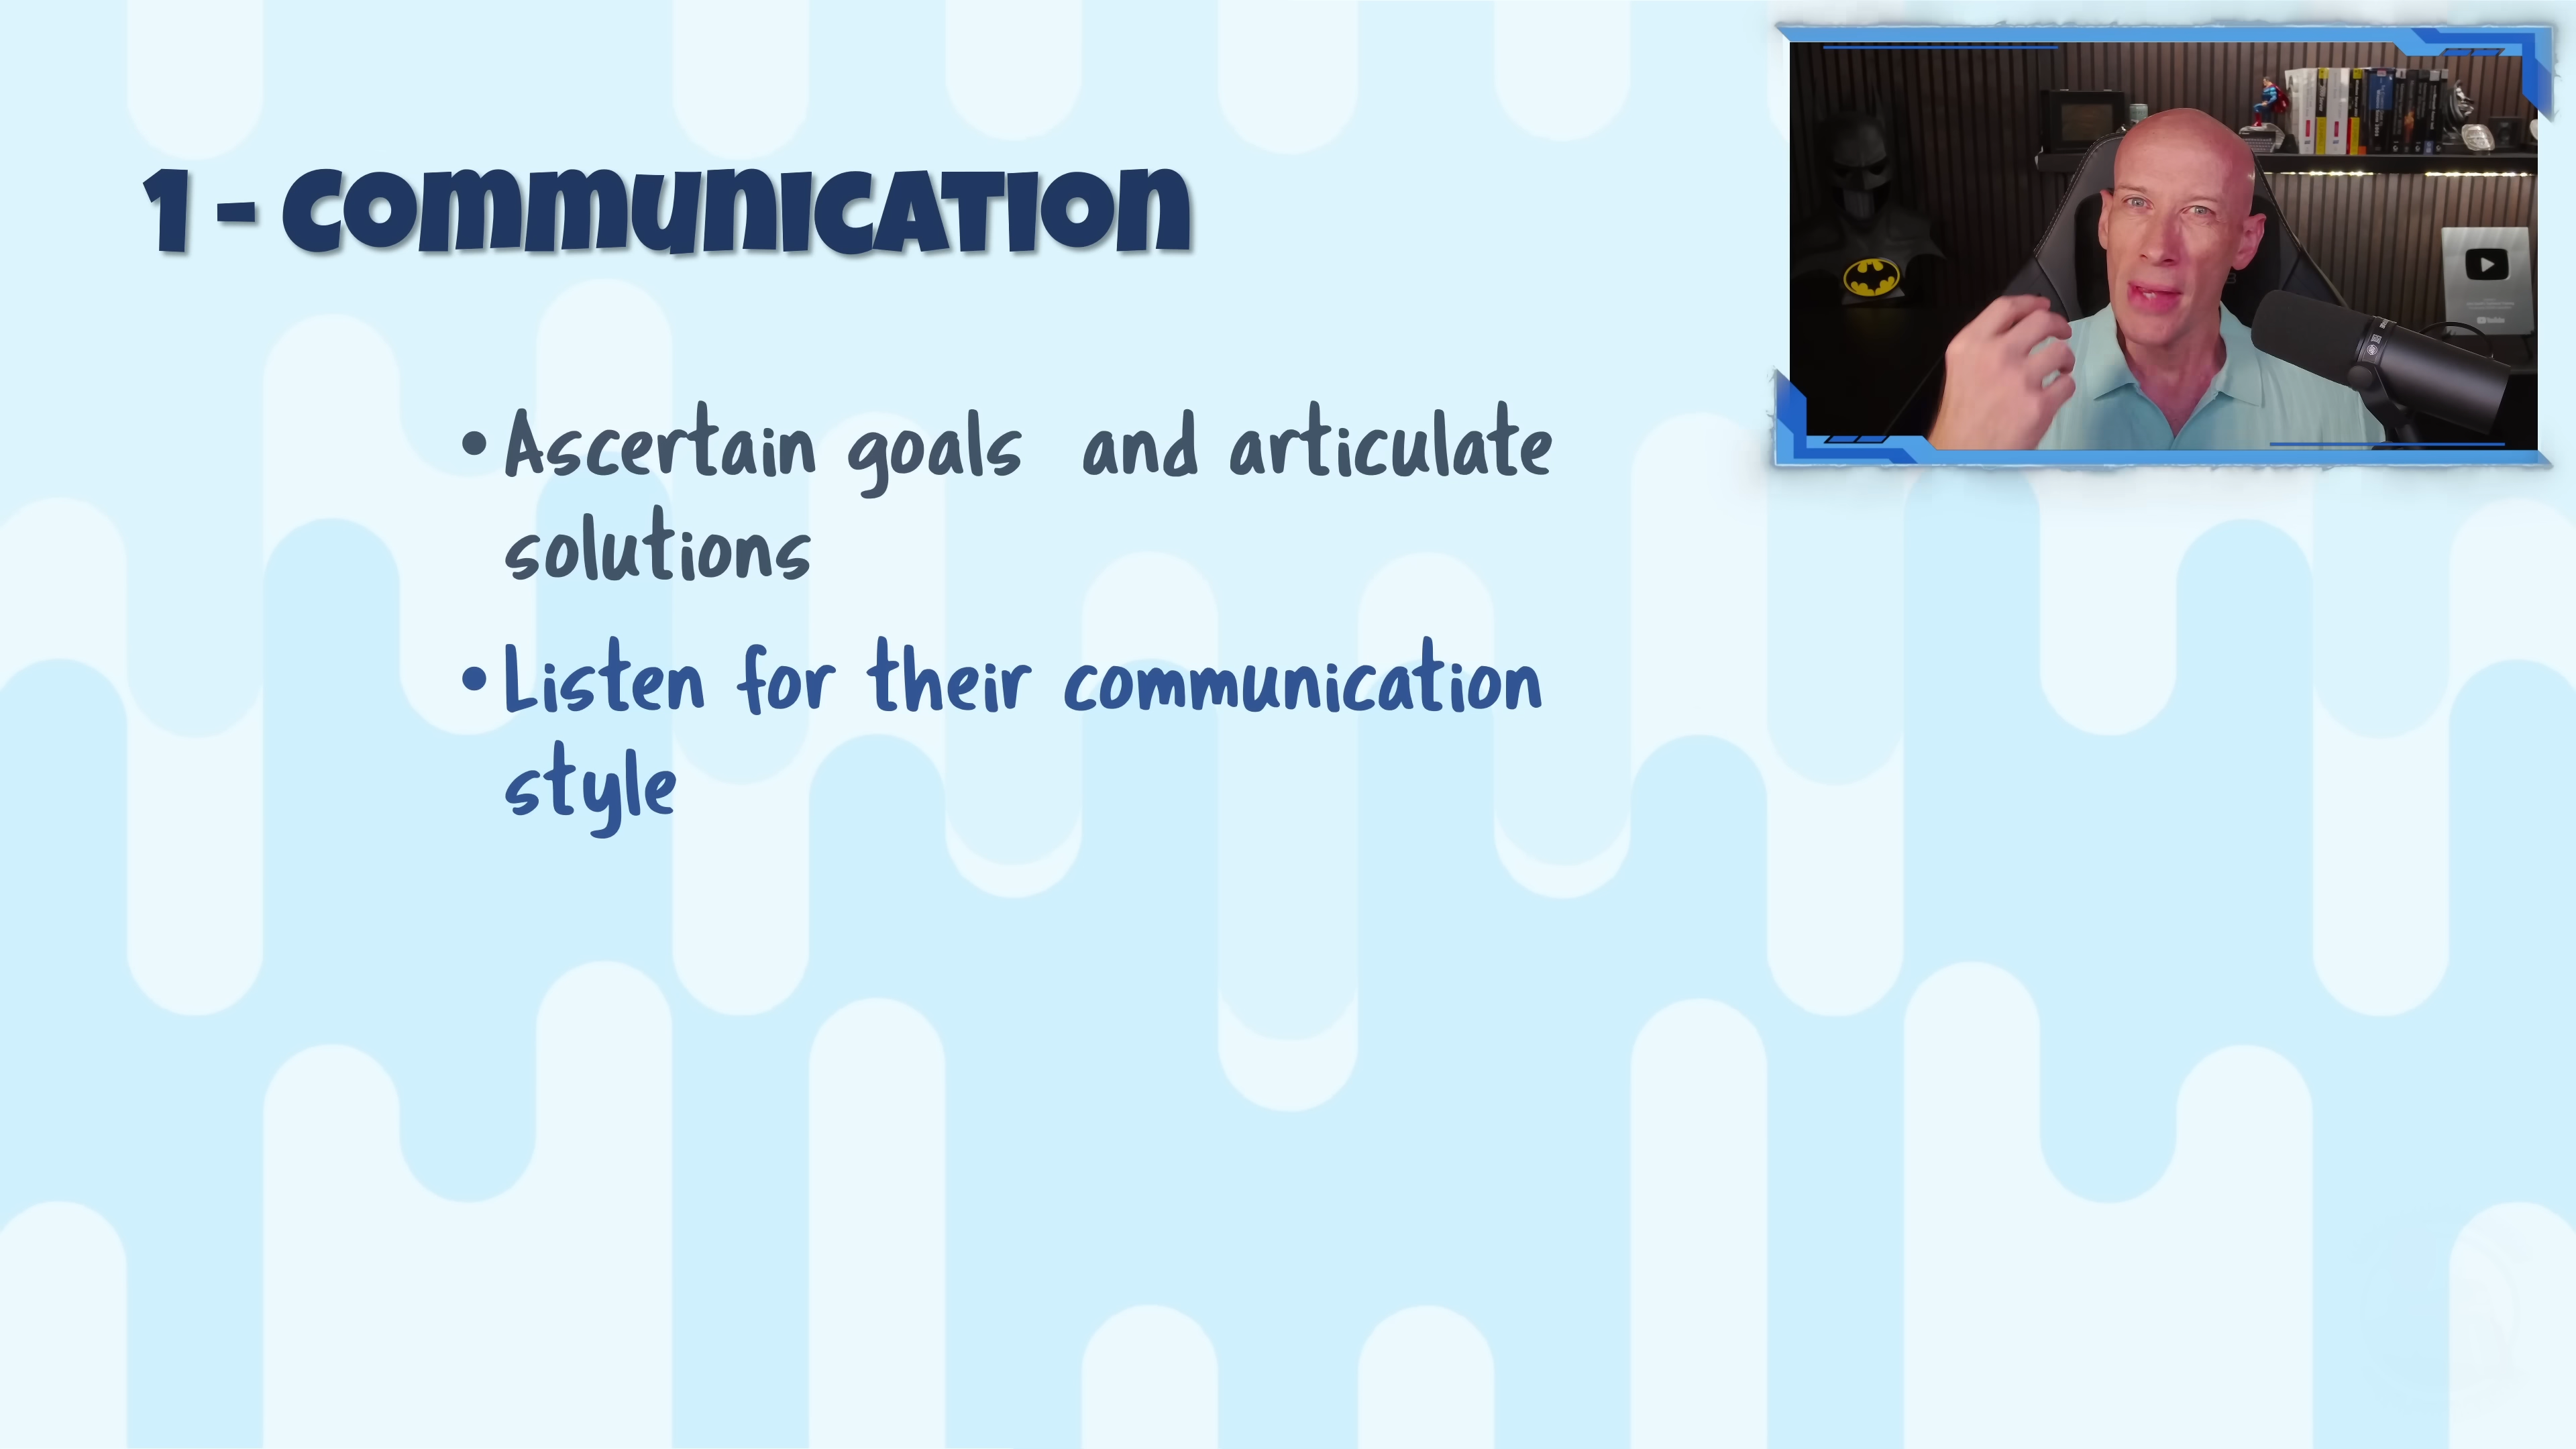 1 - Communication
• Ascertain goals  and articulate
solutions
• Listen for their communication
style